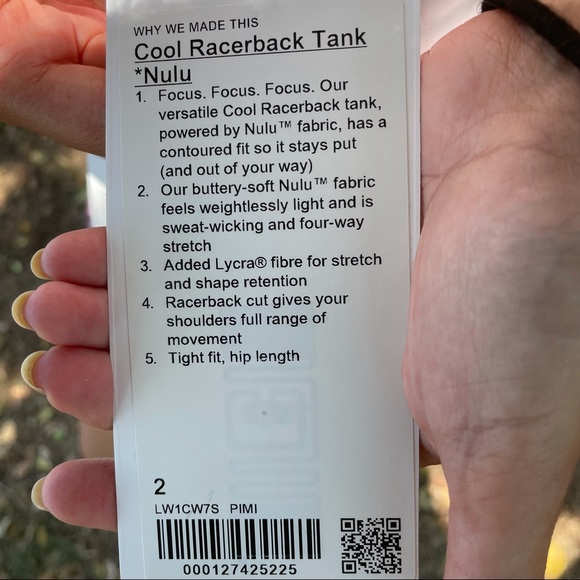 WHY WE MADE THIS
Cool Racerback Tank
*Nulu
1. Focus. Focus. Focus. Our
versatile Cool Racerback tank,
powered by Nulu™ fabric, has a
contoured fit so it stays put
(and out of your way)
2. Our buttery-soft Nulu™ fabric
feels weightlessly light and is
sweat-wicking and four-way
stretch
3. Added Lycra® fibre for stretch
and shape retention
4. Racerback cut gives your
shoulders full range of
movement
5. Tight fit, hip length
2
LW1CW7S PIMI
000127425225